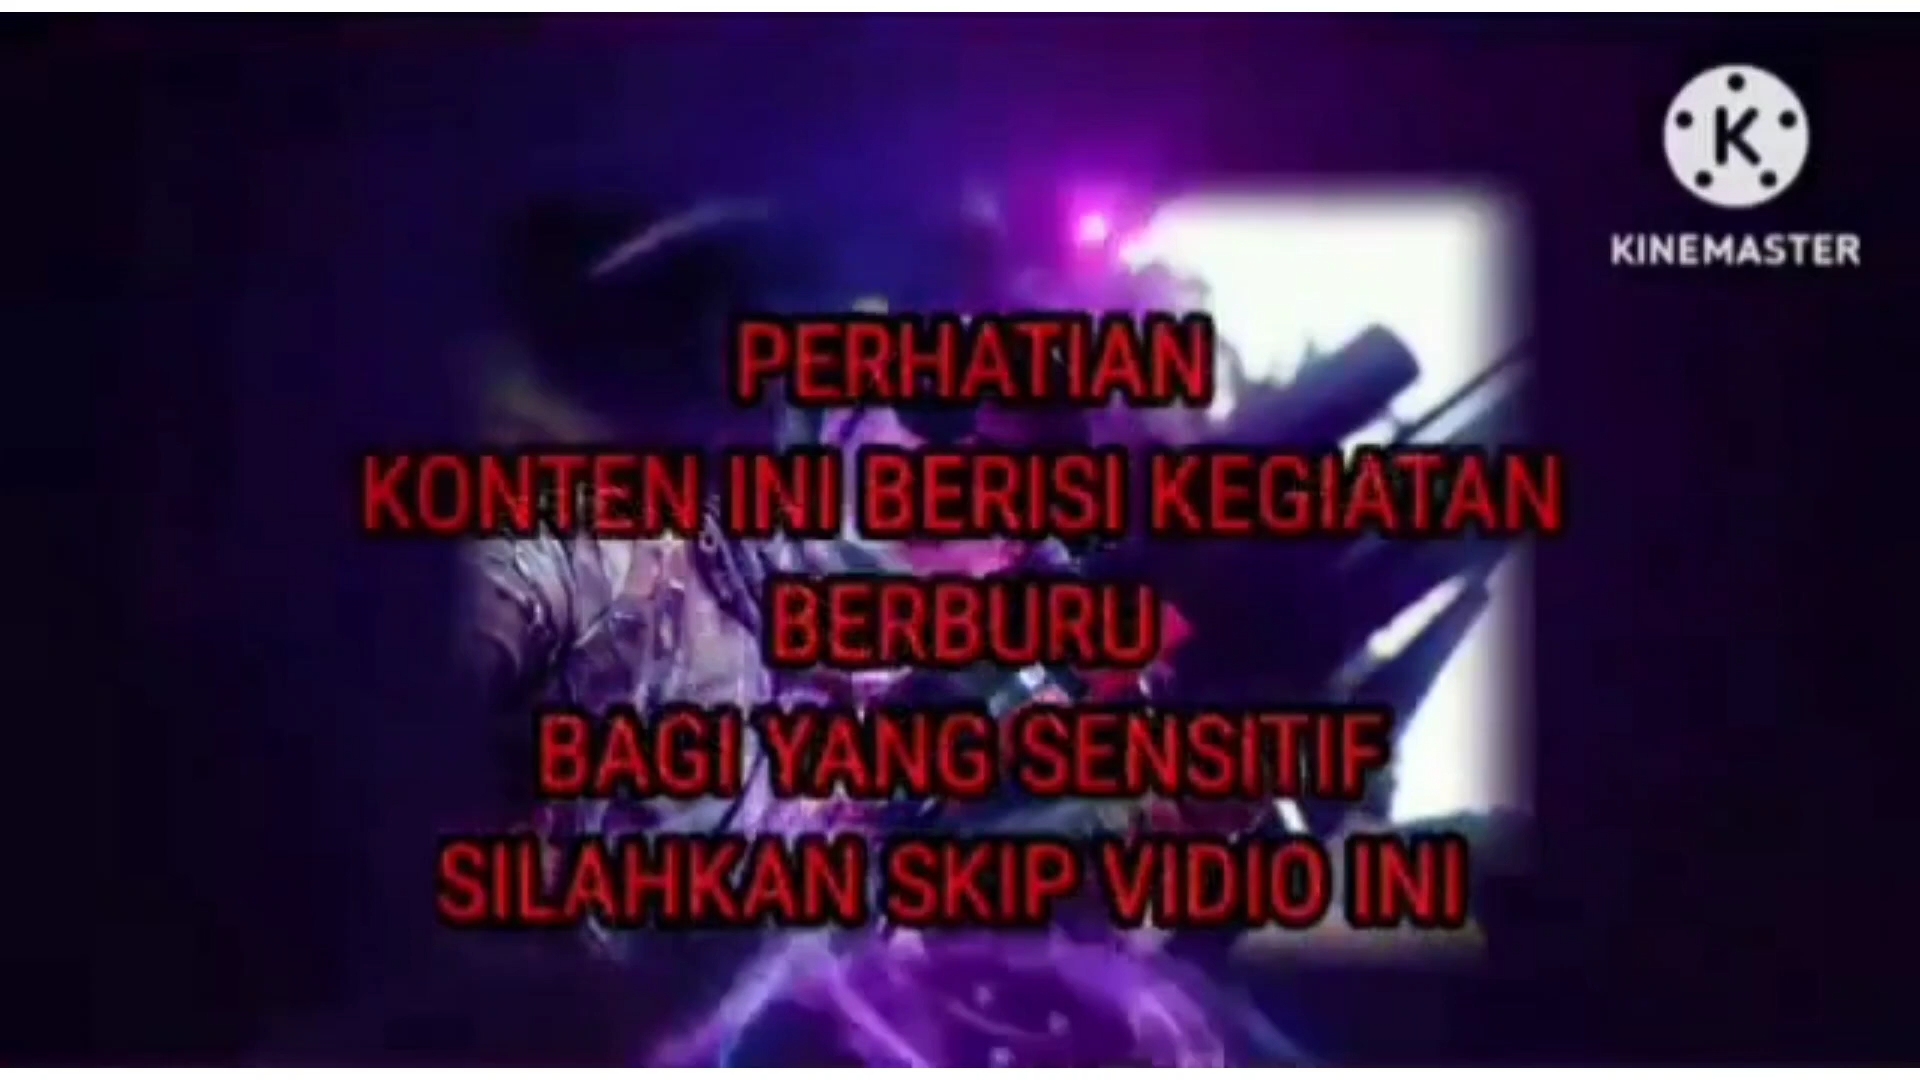 K
KINEMASTER
PERHATIAN
KONTEN INI BERISI KEGIATAN
BERBURU
BAGI YANG SENSITIF
SILAHKAN SKIP VIDIO INI